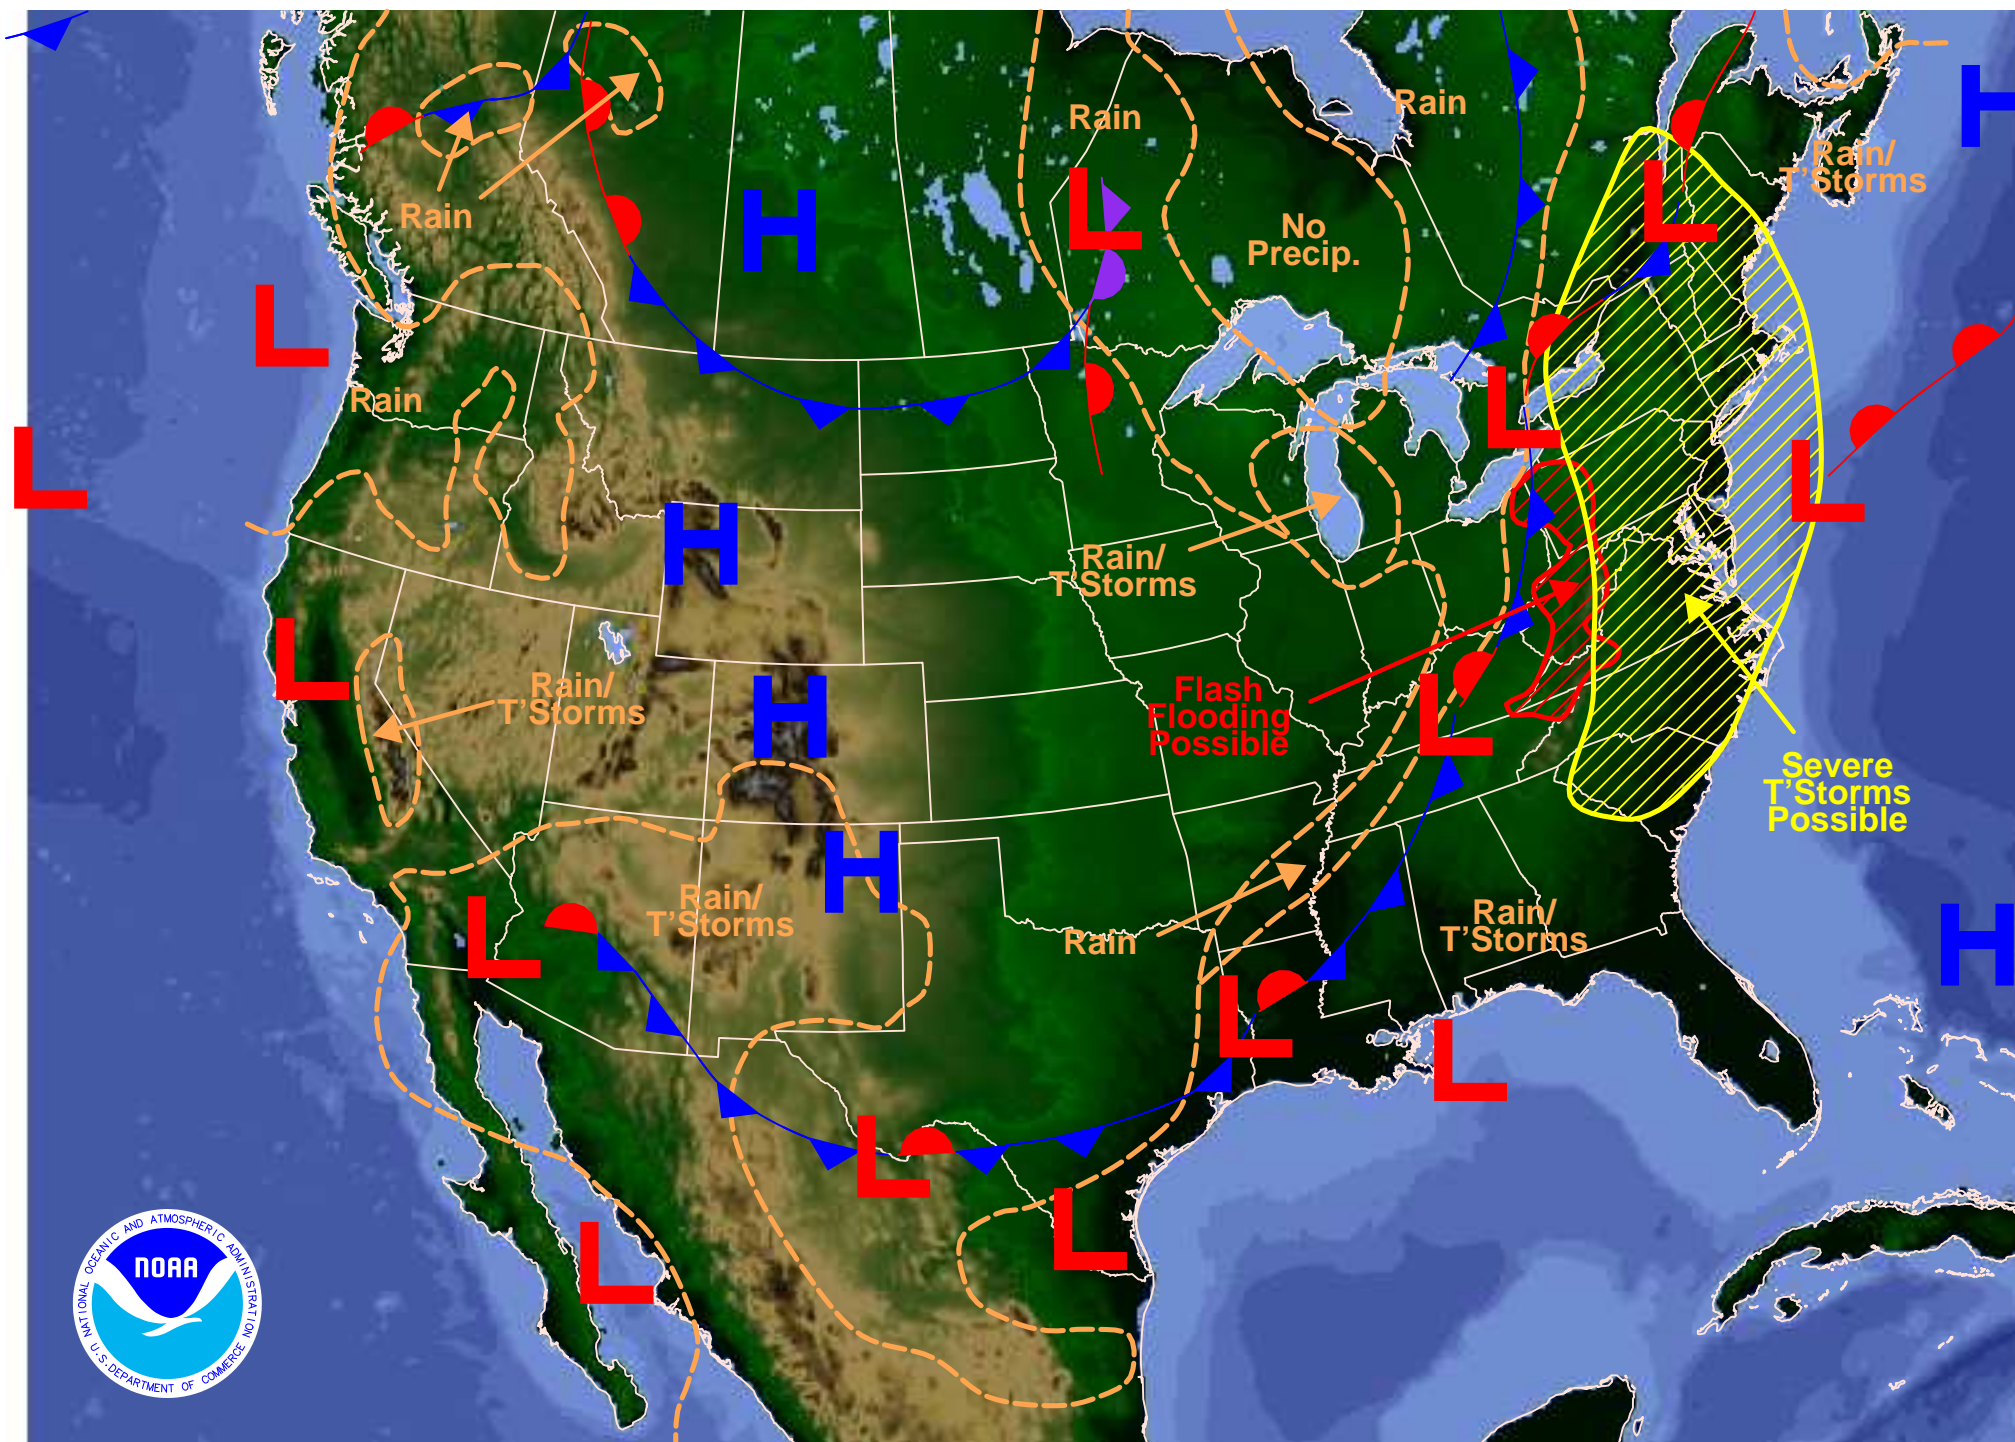 H
Rain
Rain
Rain/
T'Storms
L
L
H
Rain
No
Precip.
L
Rain
L
L
L
L
H
Rain/
T'Storms
L
Rain/
T'Storms
H
Flash
Flooding
Possible
L
Severe
T'Storms
Possible
H
Rain/
T'Storms
L
Rain
Rain/
T'Storms
H
L
L
L
L
L
NATIONAL OCEANIC AND ATMOSPHERIC ADMINISTRATION
NOAA
U.S. DEPARTMENT OF COMMERCE